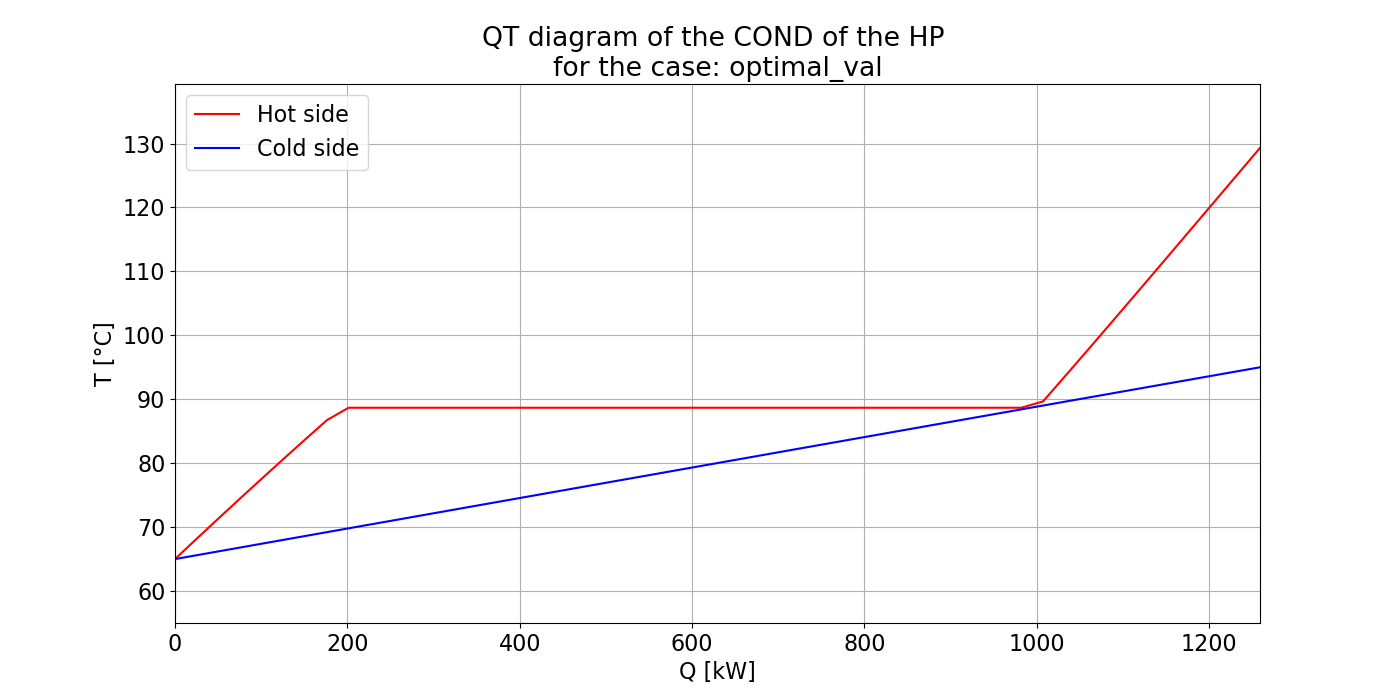 QT diagram of the COND of the HP
for the case: optimal_val
Hot side
Cold side
130
120
110
100
90
80
70
60
T [°C]
0 200 400 600 800 1000 1200
Q [kW]